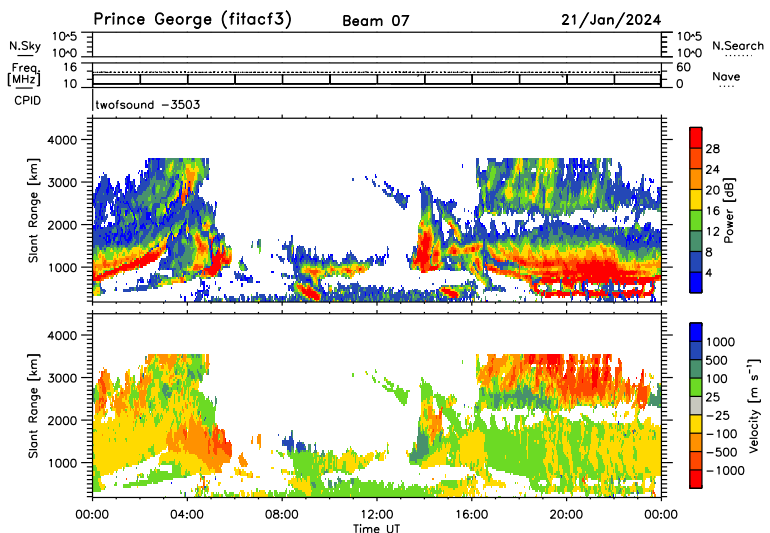 Prince George (fitacf3) Beam 07 21/Jan/2024
N.Sky 10^5 10^0 10^5 10^0 N.Search
Freq. [MHz] 16 10 60 0 Nave
CPID twofsound -3503
Slant Range [km] 4000 3000 2000 1000
Power [dB] 28 24 20 16 12 8 4
Slant Range [km] 4000 3000 2000 1000
Velocity [m s⁻¹] 1000 500 100 25 -25 -100 -500 -1000
00:00 04:00 08:00 12:00 16:00 20:00 00:00
Time UT